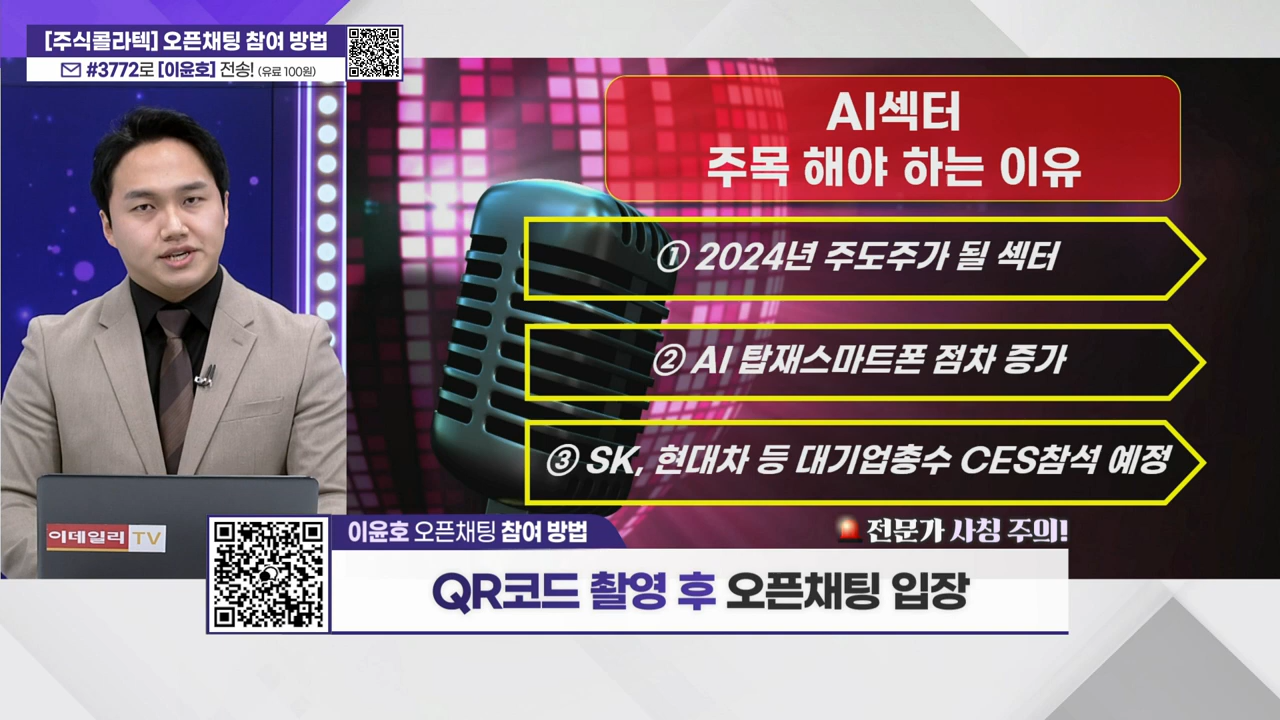 [주식콜라텍] 오픈채팅 참여 방법
#3772로 [이윤호] 전송! (유료 100원)
AI섹터
주목 해야 하는 이유
① 2024년 주도주가 될 섹터
② AI 탑재스마트폰 점차 증가
③ SK, 현대차 등 대기업총수 CES참석 예정
이데일리 TV
이윤호 오픈채팅 참여 방법
전문가 사칭 주의!
QR코드 촬영 후 오픈채팅 입장